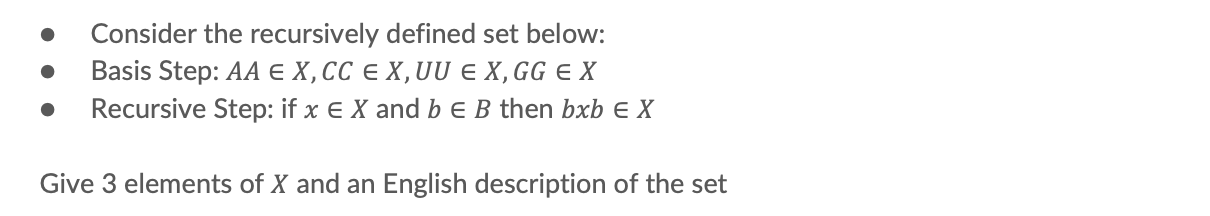 ● Consider the recursively defined set below:
● Basis Step: AA ∈ X, CC ∈ X, UU ∈ X, GG ∈ X
● Recursive Step: if x ∈ X and b ∈ B then bxb ∈ X
Give 3 elements of X and an English description of the set